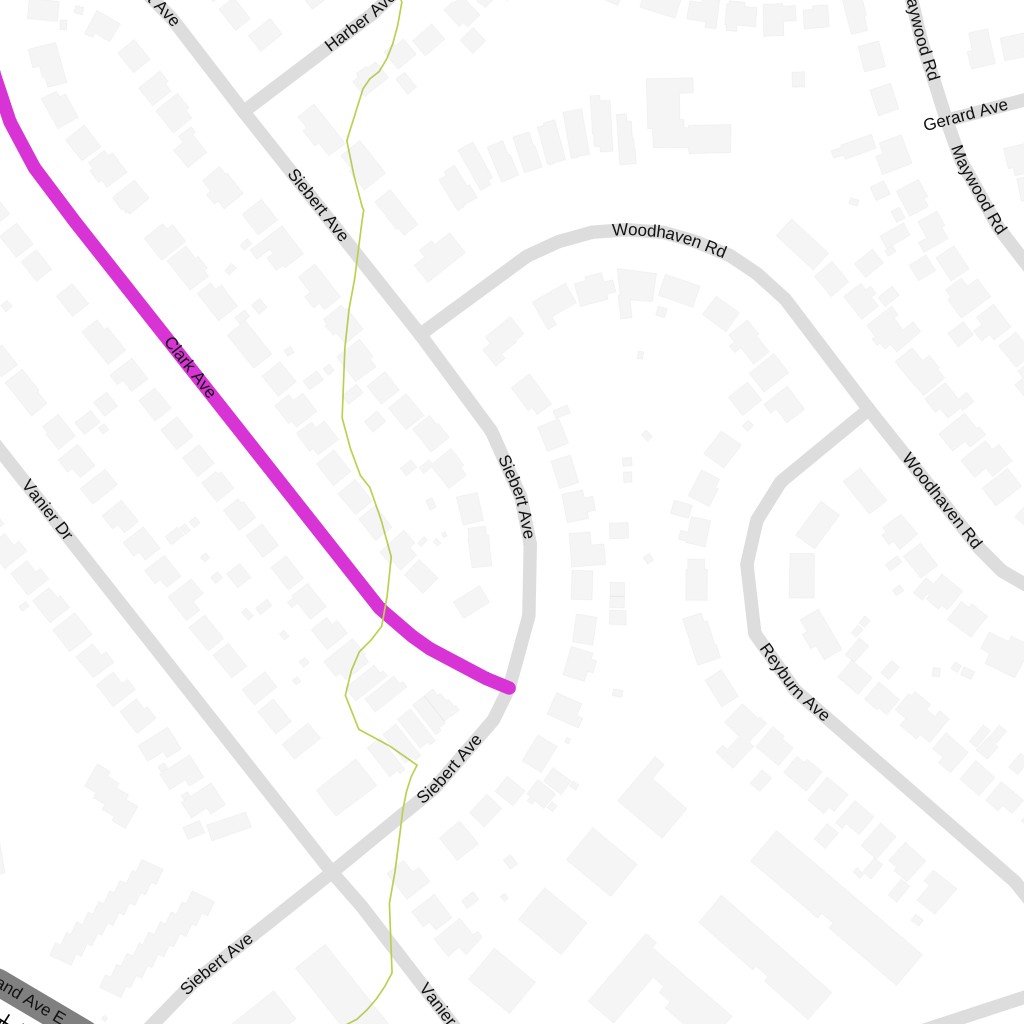 Ave
Harber Ave
Maywood Rd
Gerard Ave
Maywood Rd
Siebert Ave
Woodhaven Rd
Clark Ave
Siebert Ave
Woodhaven Rd
Vanier Dr
Reyburn Ave
Siebert Ave
Siebert Ave
Vanier
Ave E